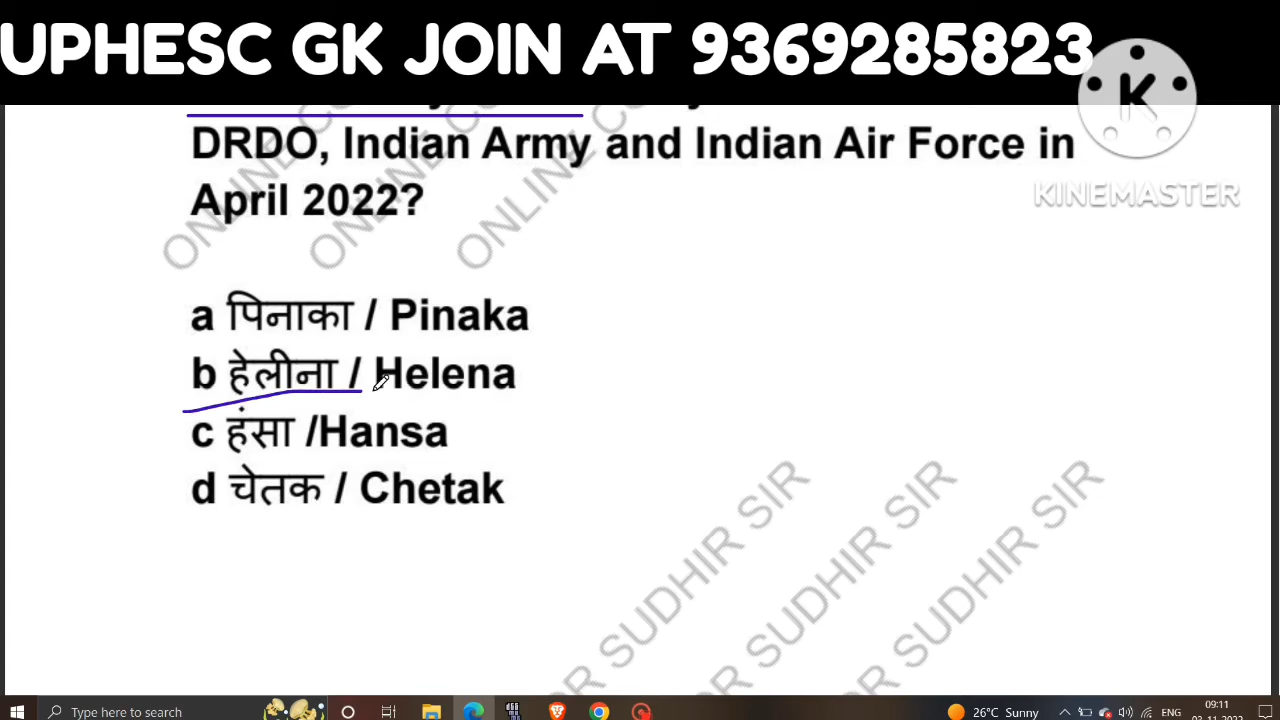 UPHESC GK JOIN AT 9369285823
K
KINEMASTER
DRDO, Indian Army and Indian Air Force in
April 2022?
a पिनाका / Pinaka
b हेलीना / Helena
c हंसा /Hansa
d चेतक / Chetak
SUDHIR SIR
SUDHIR SIR
SUDHIR SIR
Type here to search
26°C Sunny
ENG
09:11